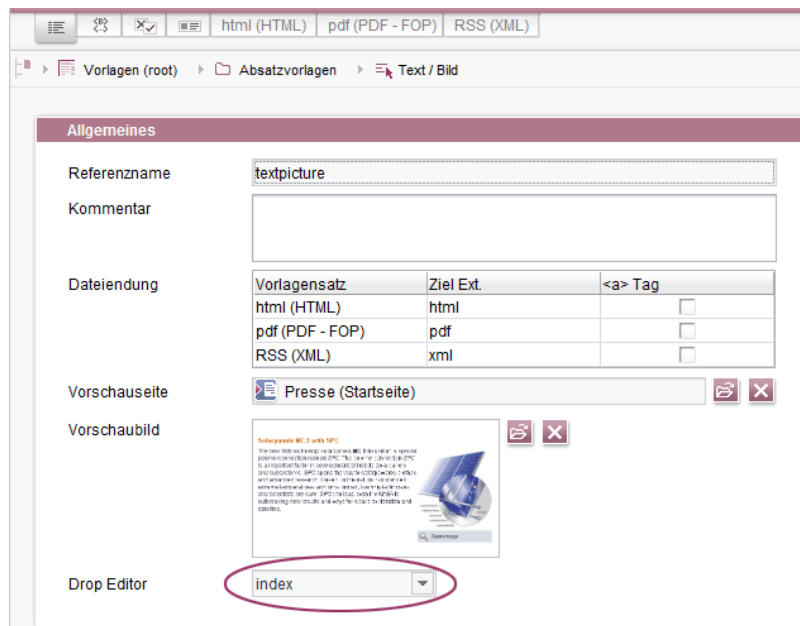 html (HTML) pdf (PDF - FOP) RSS (XML)
Vorlagen (root) Absatzvorlagen Text / Bild
Allgemeines
Referenzname textpicture
Kommentar
Dateiendung Vorlagensatz Ziel Ext. <a> Tag
html (HTML) html
pdf (PDF - FOP) pdf
RSS (XML) xml
Vorschauseite Presse (Startseite)
Vorschaubild
Solarpanels MC.3 with SPC
Zoom image
Drop Editor index